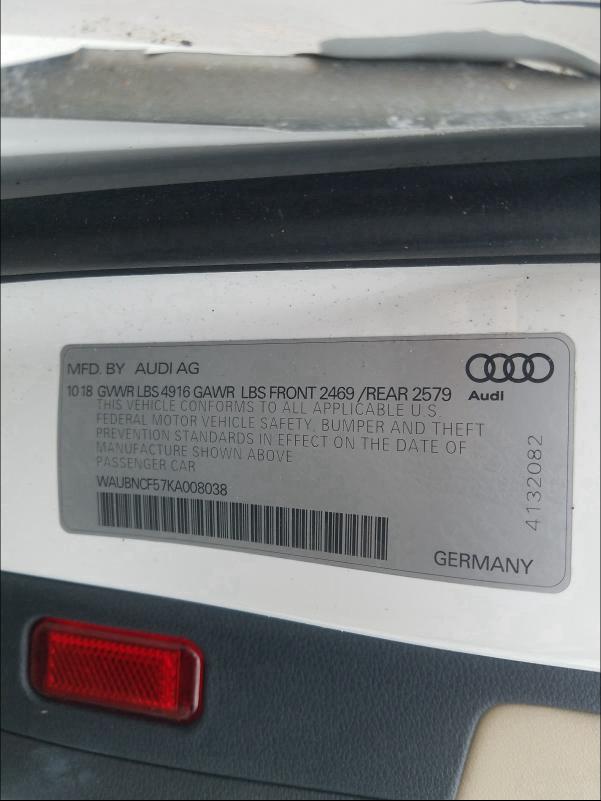 MFD. BY AUDI AG
1018 GVWR LBS 4916 GAWR LBS FRONT 2469 /REAR 2579
Audi
THIS VEHICLE CONFORMS TO ALL APPLICABLE U.S.
FEDERAL MOTOR VEHICLE SAFETY, BUMPER AND THEFT
PREVENTION STANDARDS IN EFFECT ON THE DATE OF
MANUFACTURE SHOWN ABOVE
PASSENGER CAR
WAUBNCF57KA008038
4132082
GERMANY